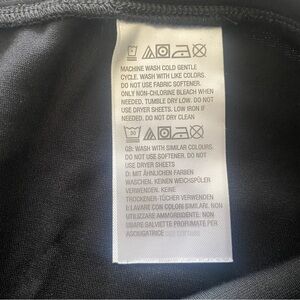 MACHINE WASH COLD GENTLE
CYCLE. WASH WITH LIKE COLORS.
DO NOT USE FABRIC SOFTENER.
ONLY NON-CHLORINE BLEACH WHEN
NEEDED. TUMBLE DRY LOW. DO NOT
USE DRYER SHEETS. LOW IRON IF
NEEDED. DO NOT DRY CLEAN
30
GB: WASH WITH SIMILAR COLOURS.
DO NOT USE SOFTENER. DO NOT
USE DRYER SHEETS
D: MIT ÄHNLICHEN FARBEN
WASCHEN. KEINEN WEICHSPÜLER
VERWENDEN. KEINE
TROCKENER-TÜCHER VERWENDEN
I: LAVARE CON COLORI SIMILARI. NON
UTILIZZARE AMMORBIDENTE: NON
USARE SALVIETTE PROFUMATE PER
ASCIUGATRICE